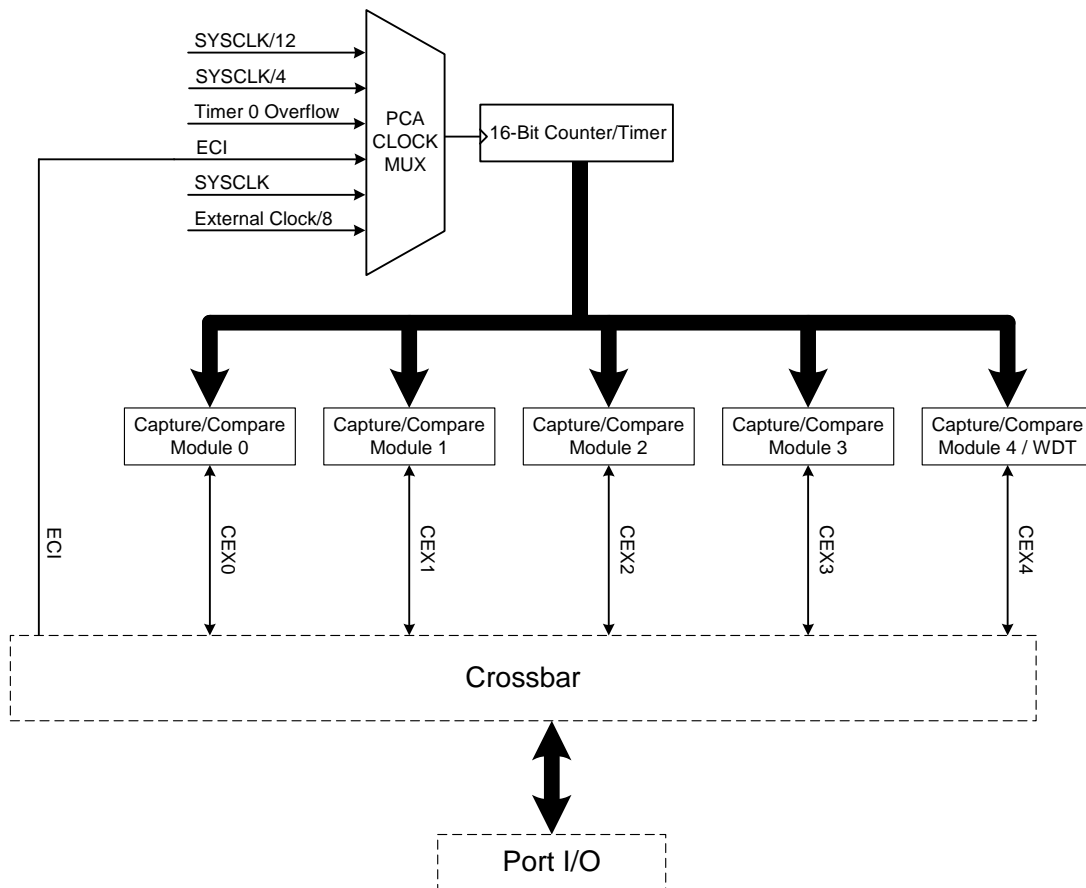 SYSCLK/12
SYSCLK/4
Timer 0 Overflow
ECI
SYSCLK
External Clock/8
PCA
CLOCK
MUX
16-Bit Counter/Timer
Capture/Compare
Module 0
Capture/Compare
Module 1
Capture/Compare
Module 2
Capture/Compare
Module 3
Capture/Compare
Module 4 / WDT
ECI
CEX0
CEX1
CEX2
CEX3
CEX4
Crossbar
Port I/O